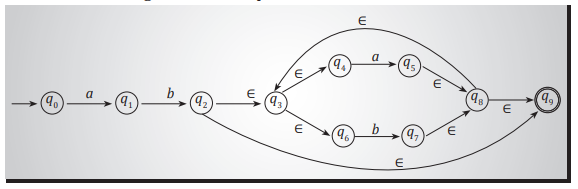 ∈
q₄ a q₅
∈ ∈
q₀ a q₁ b q₂ ∈ q₃ q₈ ∈ q₉
∈ q₆ b q₇ ∈
∈